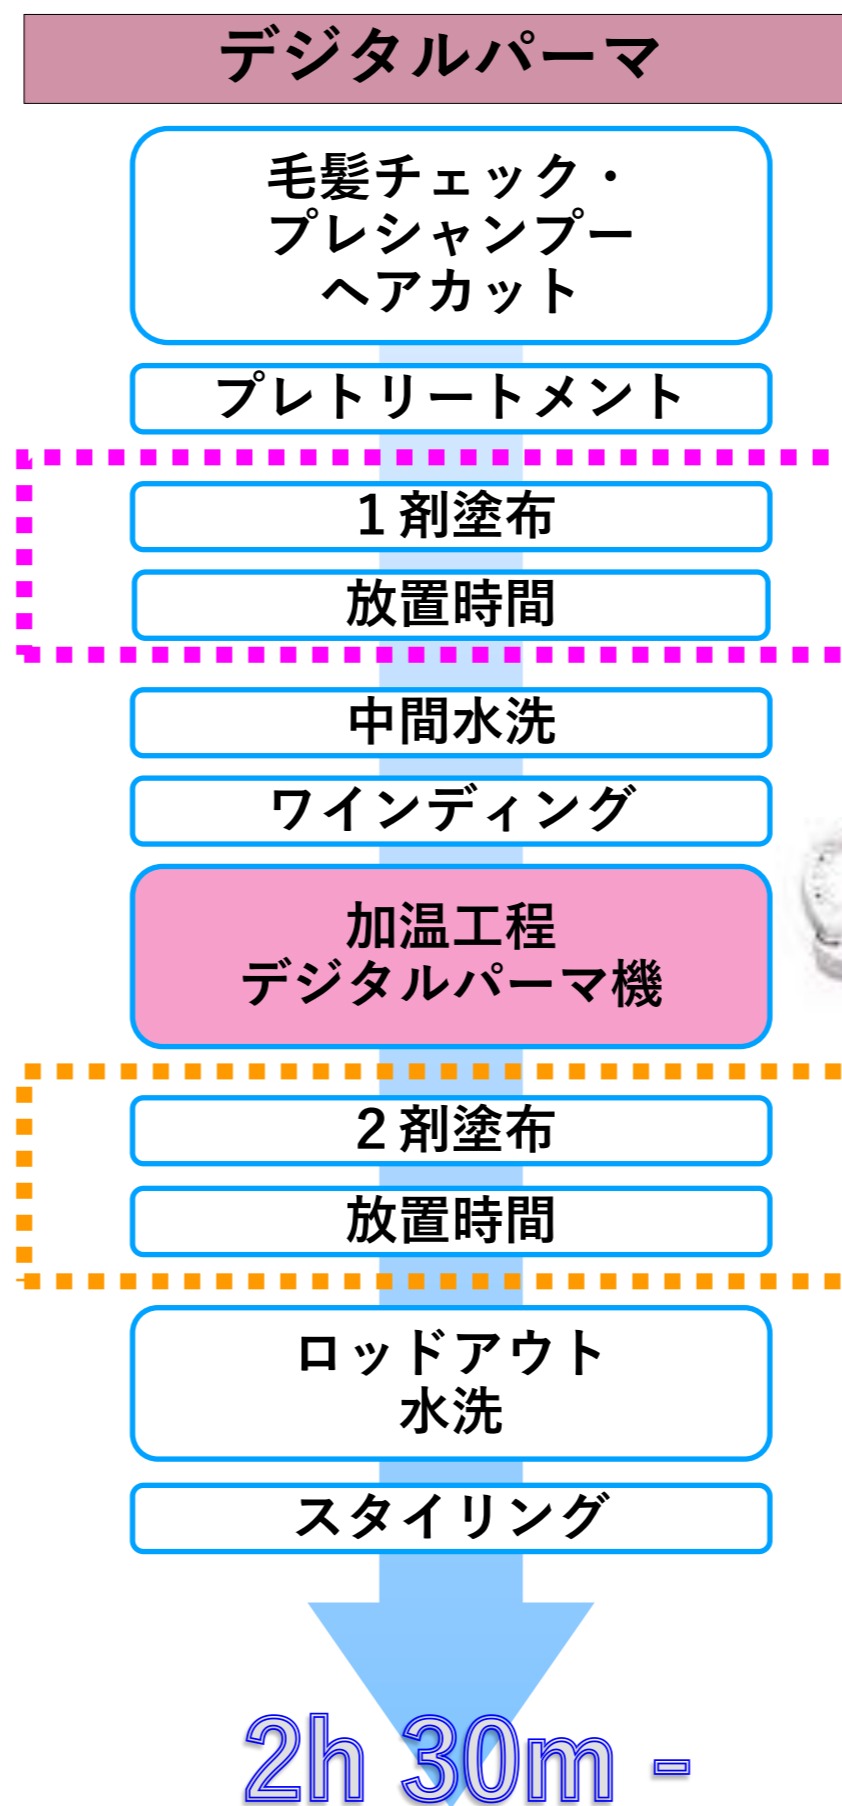 デジタルパーマ
毛髪チェック・
プレシャンプー
ヘアカット
プレトリートメント
１剤塗布
放置時間
中間水洗
ワインディング
加温工程
デジタルパーマ機
２剤塗布
放置時間
ロッドアウト
水洗
スタイリング
2h 30m -